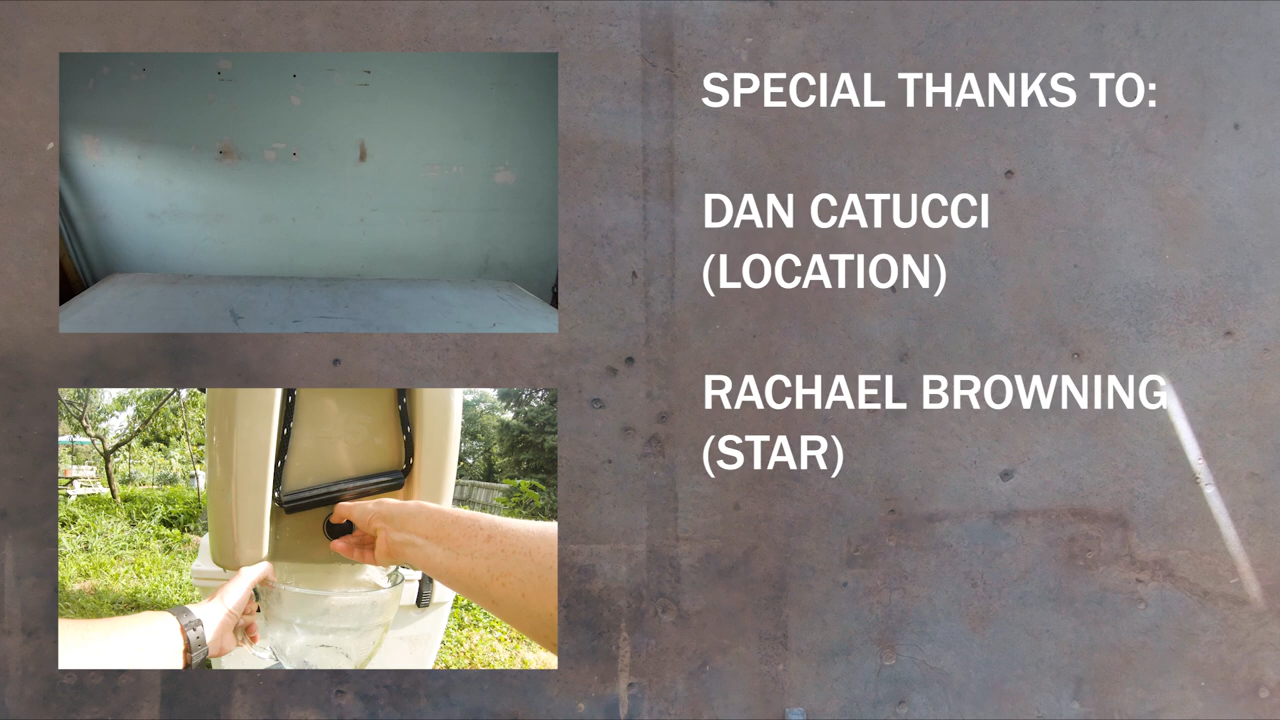 SPECIAL THANKS TO:
DAN CATUCCI
(LOCATION)
RACHAEL BROWNING
(STAR)